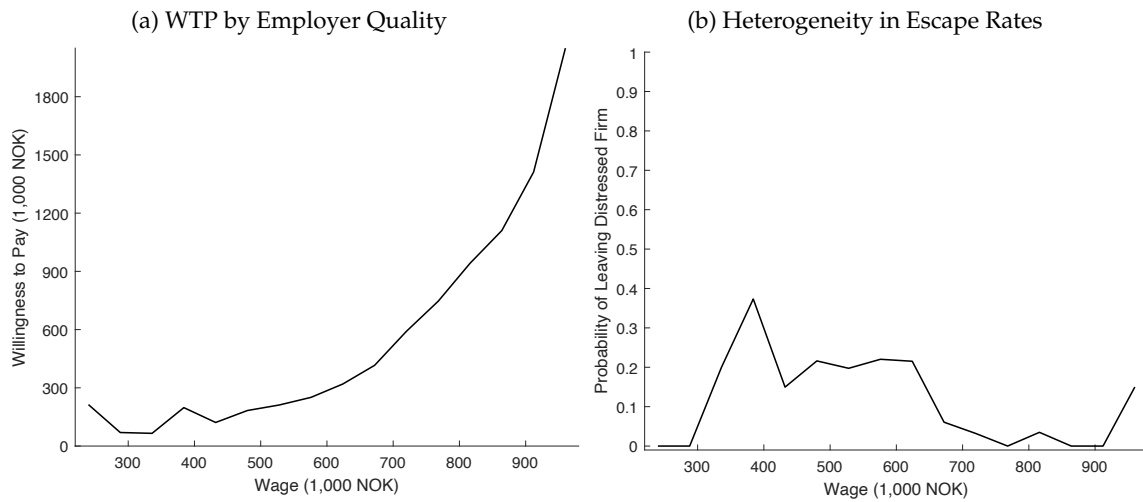 (a) WTP by Employer Quality
Willingness to Pay (1,000 NOK)
1800
1500
1200
900
600
300
0
300 400 500 600 700 800 900
Wage (1,000 NOK)
(b) Heterogeneity in Escape Rates
Probability of Leaving Distressed Firm
1
0.9
0.8
0.7
0.6
0.5
0.4
0.3
0.2
0.1
0
300 400 500 600 700 800 900
Wage (1,000 NOK)